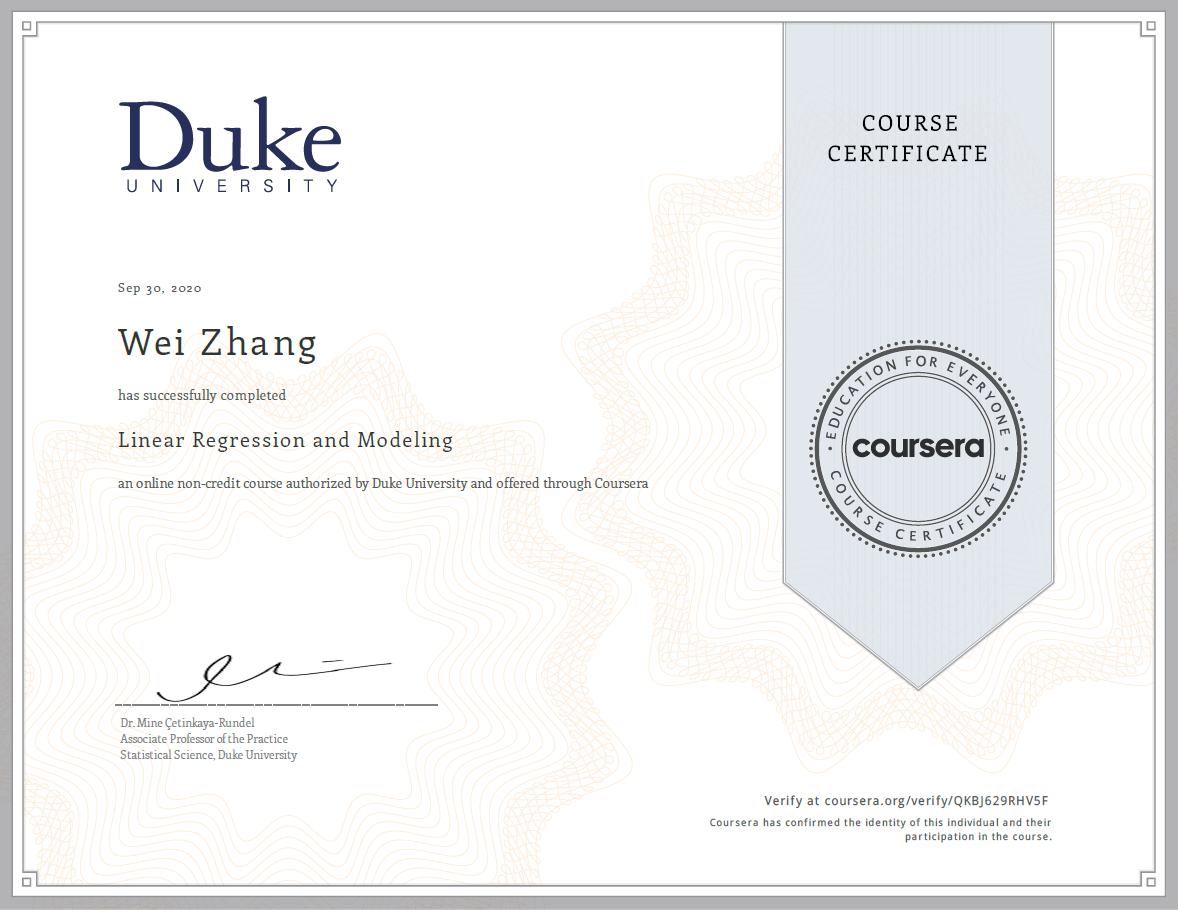 Duke
UNIVERSITY
COURSE
CERTIFICATE
Sep 30, 2020
Wei Zhang
has successfully completed
Linear Regression and Modeling
an online non-credit course authorized by Duke University and offered through Coursera
EDUCATION FOR EVERYONE
coursera
COURSE CERTIFICATE
Dr. Mine Çetinkaya-Rundel
Associate Professor of the Practice
Statistical Science, Duke University
Verify at coursera.org/verify/QKBJ629RHV5F
Coursera has confirmed the identity of this individual and their
participation in the course.